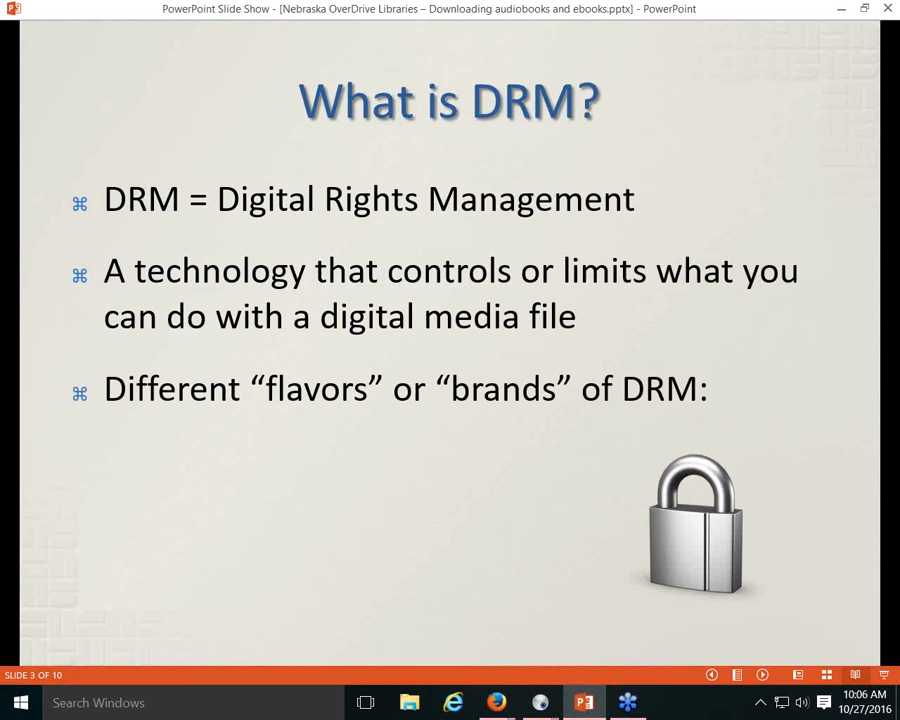 PowerPoint Slide Show - [Nebraska OverDrive Libraries – Downloading audiobooks and ebooks.pptx] - PowerPoint
What is DRM?
⌘ DRM = Digital Rights Management
⌘ A technology that controls or limits what you
can do with a digital media file
⌘ Different “flavors” or “brands” of DRM:
SLIDE 3 OF 10
Search Windows
10:06 AM
10/27/2016